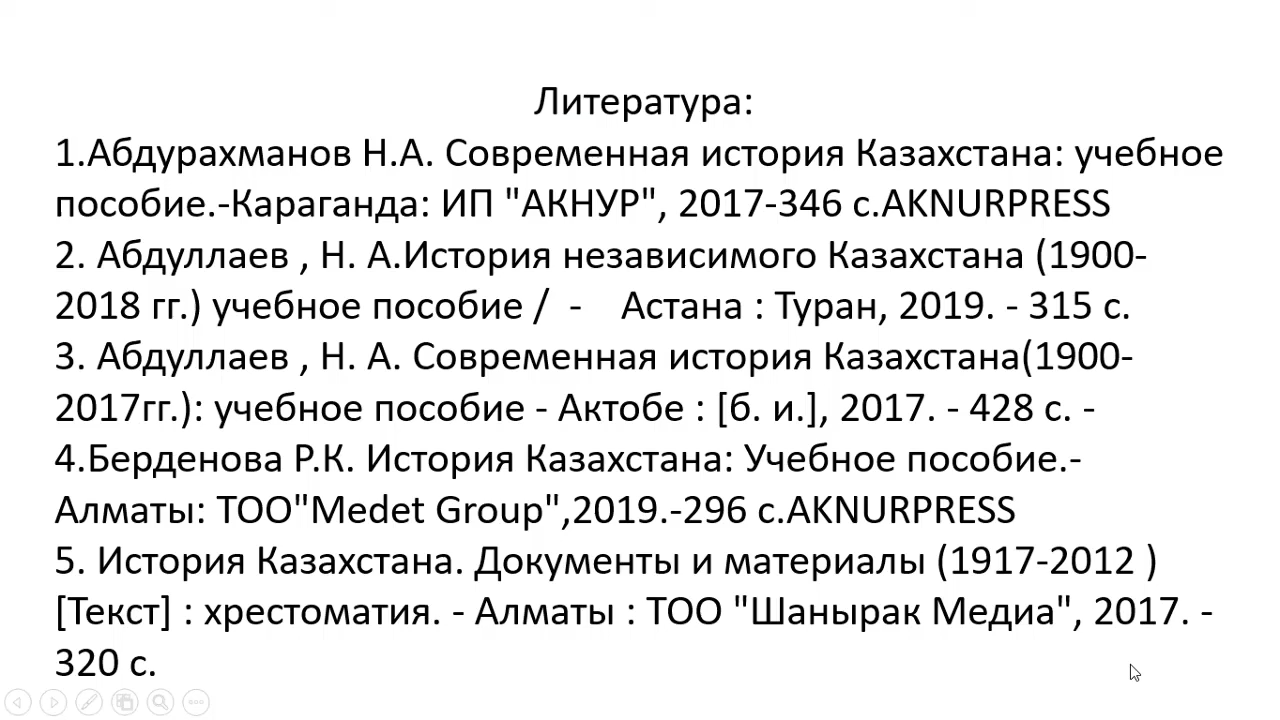 Литература:
1.Абдурахманов Н.А. Современная история Казахстана: учебное
пособие.-Караганда: ИП "АКНУР", 2017-346 с.AKNURPRESS
2. Абдуллаев , Н. А.История независимого Казахстана (1900-
2018 гг.) учебное пособие /  -    Астана : Туран, 2019. - 315 с.
3. Абдуллаев , Н. А. Современная история Казахстана(1900-
2017гг.): учебное пособие - Актобе : [б. и.], 2017. - 428 с. -
4.Берденова Р.К. История Казахстана: Учебное пособие.-
Алматы: ТОО"Medet Group",2019.-296 с.AKNURPRESS
5. История Казахстана. Документы и материалы (1917-2012 )
[Текст] : хрестоматия. - Алматы : ТОО "Шанырак Медиа", 2017. -
320 с.